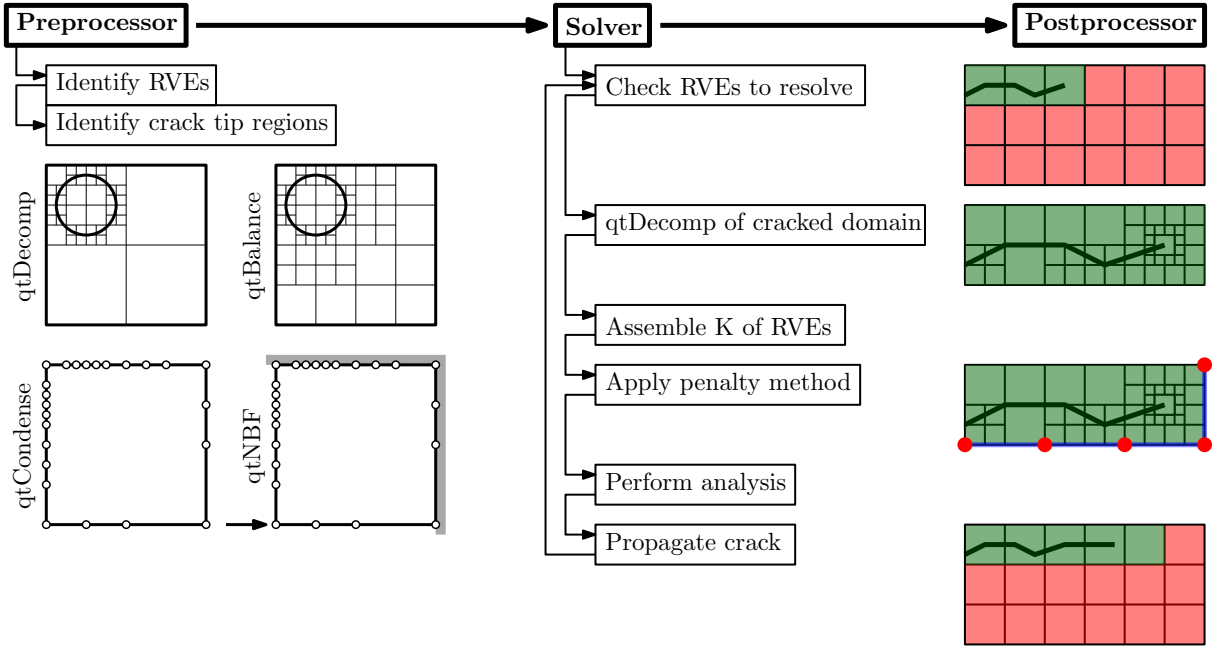 Preprocessor
Solver
Postprocessor
Identify RVEs
Identify crack tip regions
qtDecomp
qtBalance
qtCondense
qtNBF
Check RVEs to resolve
qtDecomp of cracked domain
Assemble K of RVEs
Apply penalty method
Perform analysis
Propagate crack